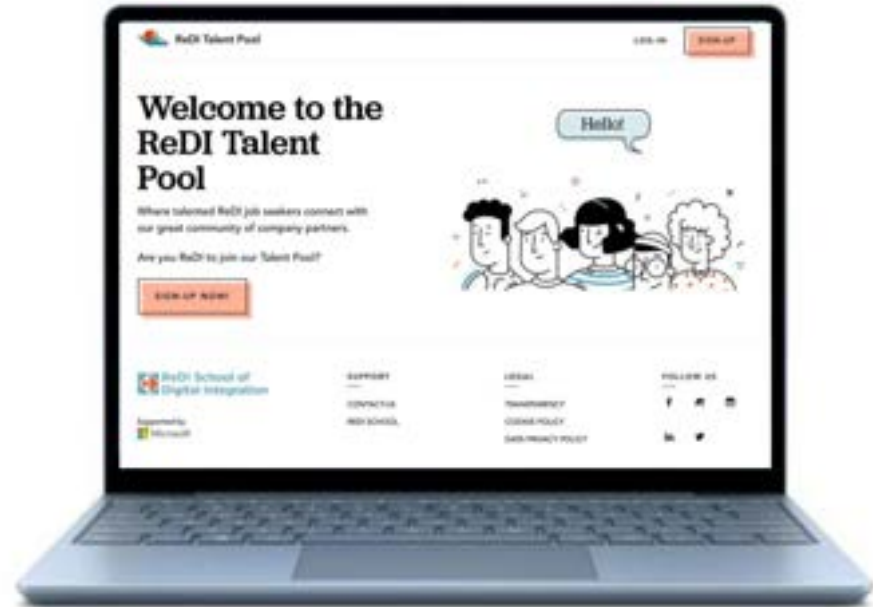 ReDI Talent Pool
LOG-IN
SIGN-UP
Welcome to the
ReDI Talent
Pool
Hello!
Where talented ReDI job seekers connect with
our great community of company partners.
Are you ReDI to join our Talent Pool?
SIGN-UP NOW!
ReDI School of
Digital Integration
Supported by
Microsoft
SUPPORT
CONTACT US
REDI SCHOOL
LEGAL
TRANSPARENCY
COOKIE POLICY
DATA PRIVACY POLICY
FOLLOW US